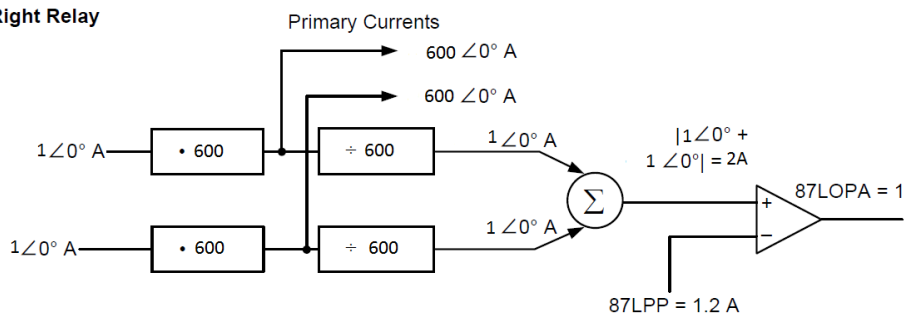 Right Relay
Primary Currents
600 ∠0° A
600 ∠0° A
1∠0° A
• 600
÷ 600
1∠0° A
|1∠0° +
1 ∠0°| = 2A
87LOPA = 1
Σ
+
−
1∠0° A
• 600
÷ 600
1 ∠0° A
87LPP = 1.2 A